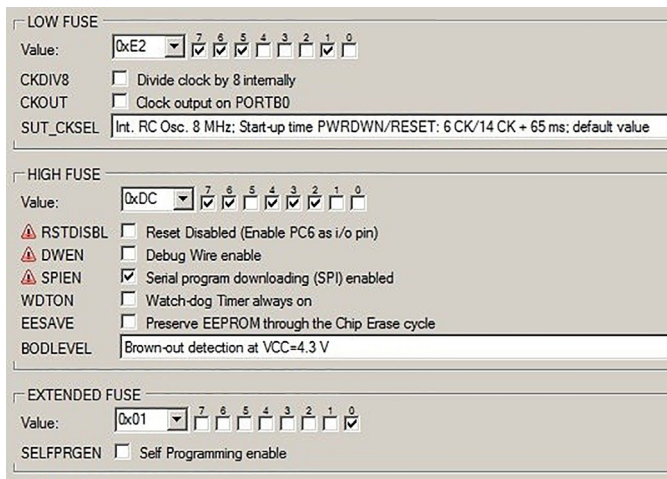 LOW FUSE
Value: 0xE2 7 6 5 4 3 2 1 0
CKDIV8 Divide clock by 8 internally
CKOUT Clock output on PORTB0
SUT_CKSEL Int. RC Osc. 8 MHz; Start-up time PWRDWN/RESET: 6 CK/14 CK + 65 ms; default value
HIGH FUSE
Value: 0xDC 7 6 5 4 3 2 1 0
RSTDISBL Reset Disabled (Enable PC6 as i/o pin)
DWEN Debug Wire enable
SPIEN Serial program downloading (SPI) enabled
WDTON Watch-dog Timer always on
EESAVE Preserve EEPROM through the Chip Erase cycle
BODLEVEL Brown-out detection at VCC=4.3 V
EXTENDED FUSE
Value: 0x01 7 6 5 4 3 2 1 0
SELFPRGEN Self Programming enable